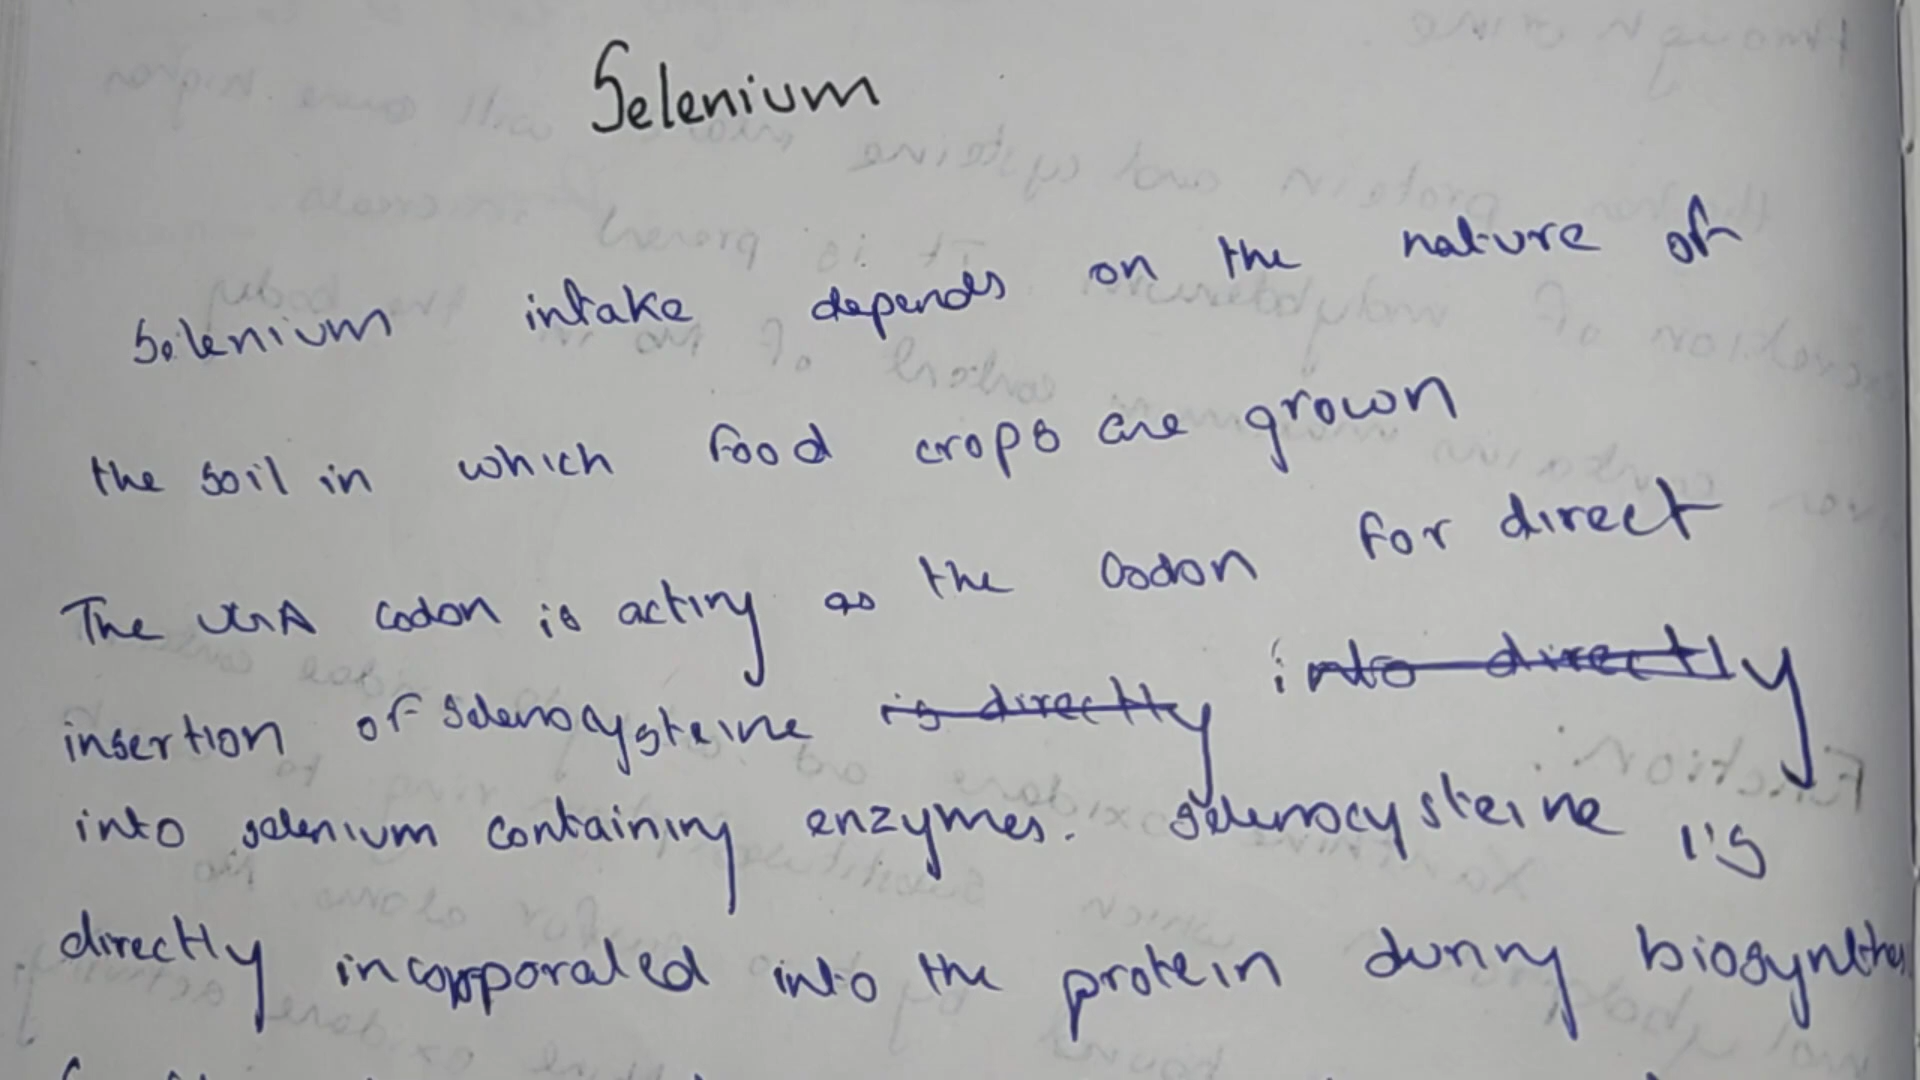 Selenium
Selenium intake depends on the nature of
the soil in which food crops are grown
The UGA codon is acting as the codon for direct
insertion of selenocysteine is directly into directly
into selenium containing enzymes. Selenocysteine is
directly incorporated into the protein during biosynthes